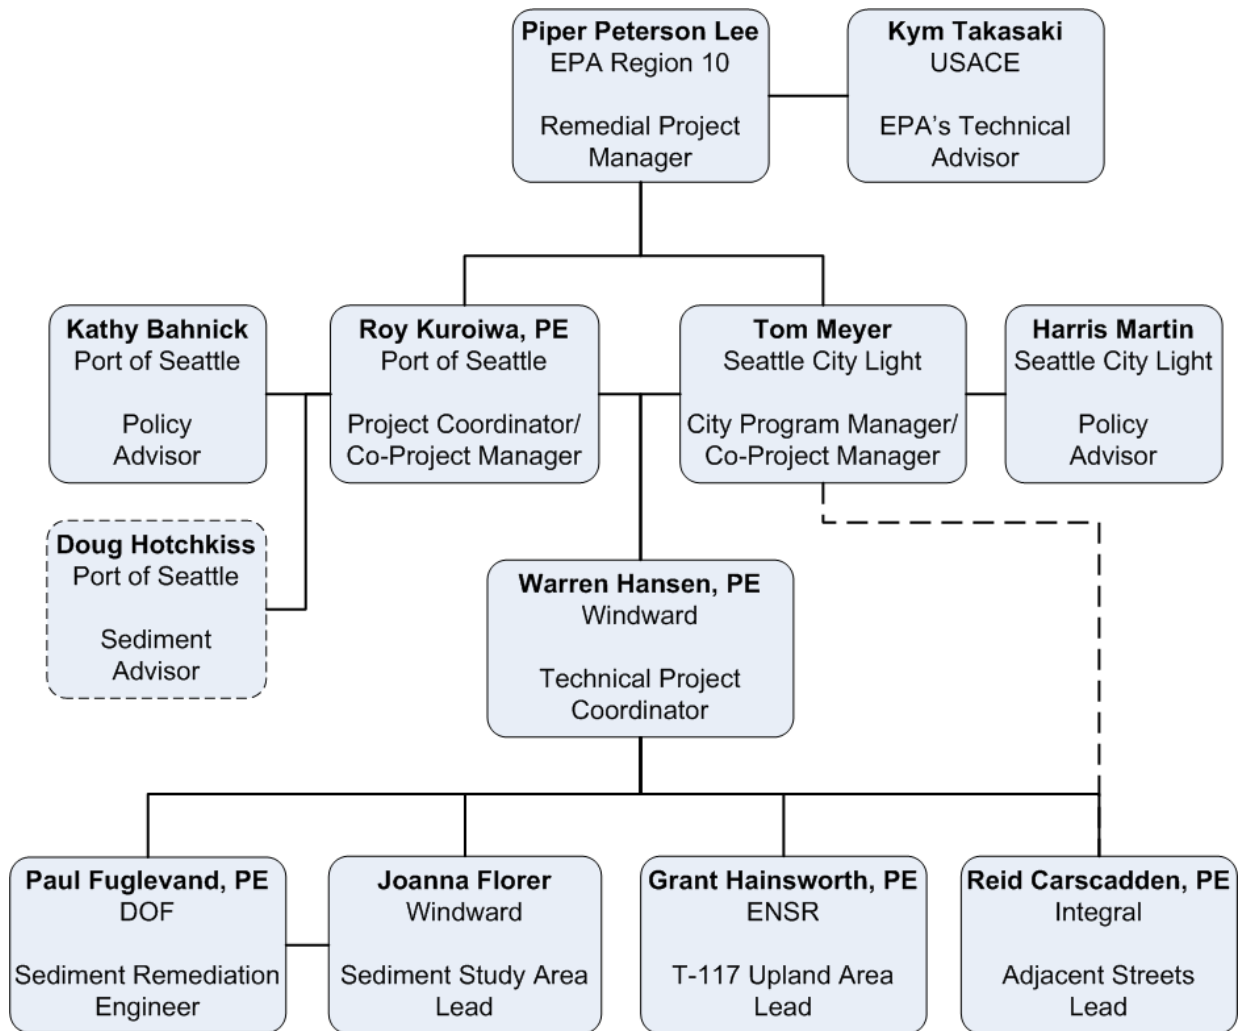 Piper Peterson Lee
EPA Region 10
Remedial Project
Manager
Kym Takasaki
USACE
EPA's Technical
Advisor
Kathy Bahnick
Port of Seattle
Policy
Advisor
Roy Kuroiwa, PE
Port of Seattle
Project Coordinator/
Co-Project Manager
Tom Meyer
Seattle City Light
City Program Manager/
Co-Project Manager
Harris Martin
Seattle City Light
Policy
Advisor
Doug Hotchkiss
Port of Seattle
Sediment
Advisor
Warren Hansen, PE
Windward
Technical Project
Coordinator
Paul Fuglevand, PE
DOF
Sediment Remediation
Engineer
Joanna Florer
Windward
Sediment Study Area
Lead
Grant Hainsworth, PE
ENSR
T-117 Upland Area
Lead
Reid Carscadden, PE
Integral
Adjacent Streets
Lead